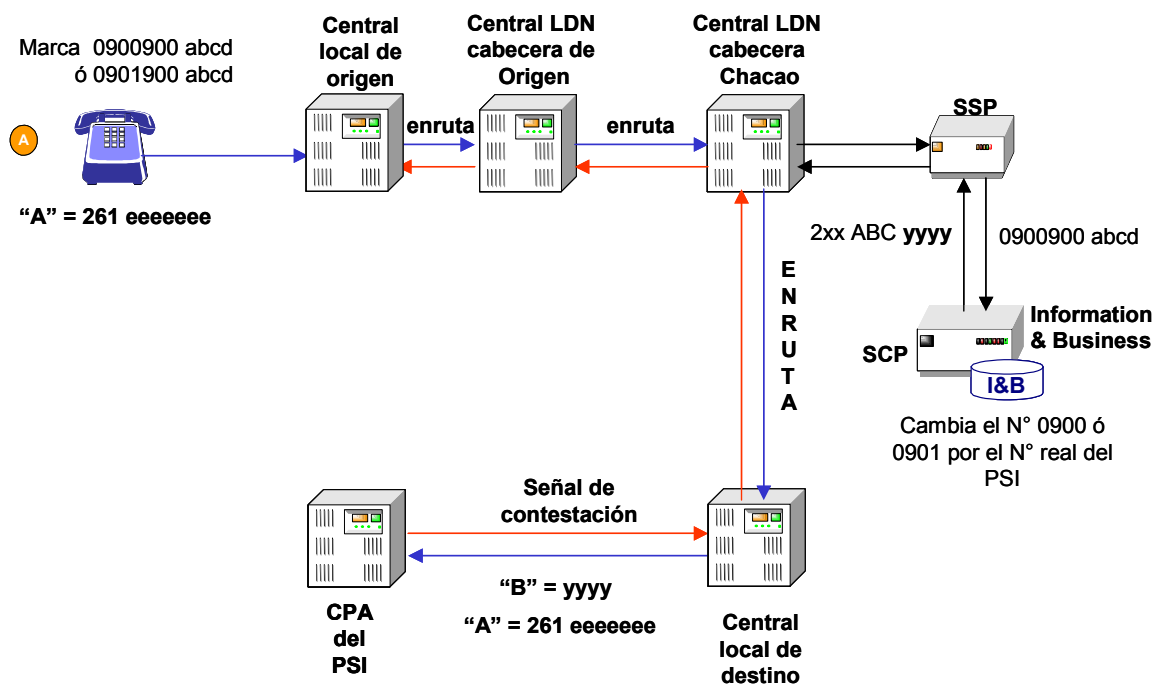 Marca 0900900 abcd
ó 0901900 abcd
A
“A” = 261 eeeeeee
Central
local de
origen
enruta
Central LDN
cabecera de
Origen
enruta
Central LDN
cabecera
Chacao
SSP
2xx ABC yyyy
0900900 abcd
E
N
R
U
T
A
SCP
Information
& Business
I&B
Cambia el N° 0900 ó
0901 por el N° real del
PSI
Señal de
contestación
“B” = yyyy
“A” = 261 eeeeeee
CPA
del
PSI
Central
local de
destino